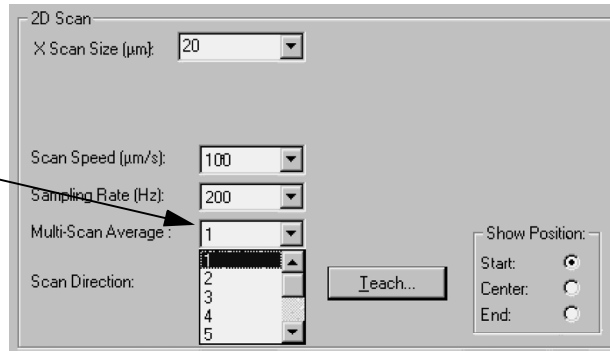 2D Scan
X Scan Size (µm): 20
Scan Speed (µm/s): 100
Sampling Rate (Hz): 200
Multi-Scan Average : 1
1
2
3
4
5
Scan Direction:
Teach...
Show Position:
Start:
Center:
End: